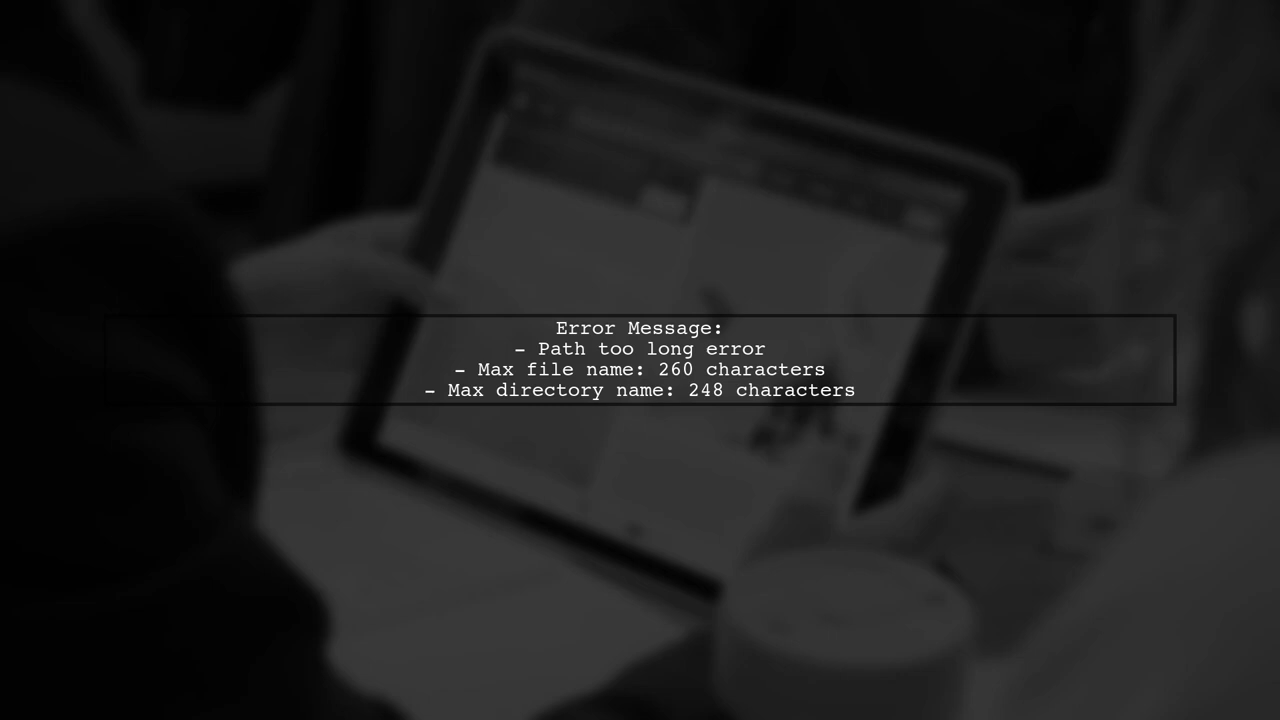 Error Message:
- Path too long error
- Max file name: 260 characters
- Max directory name: 248 characters